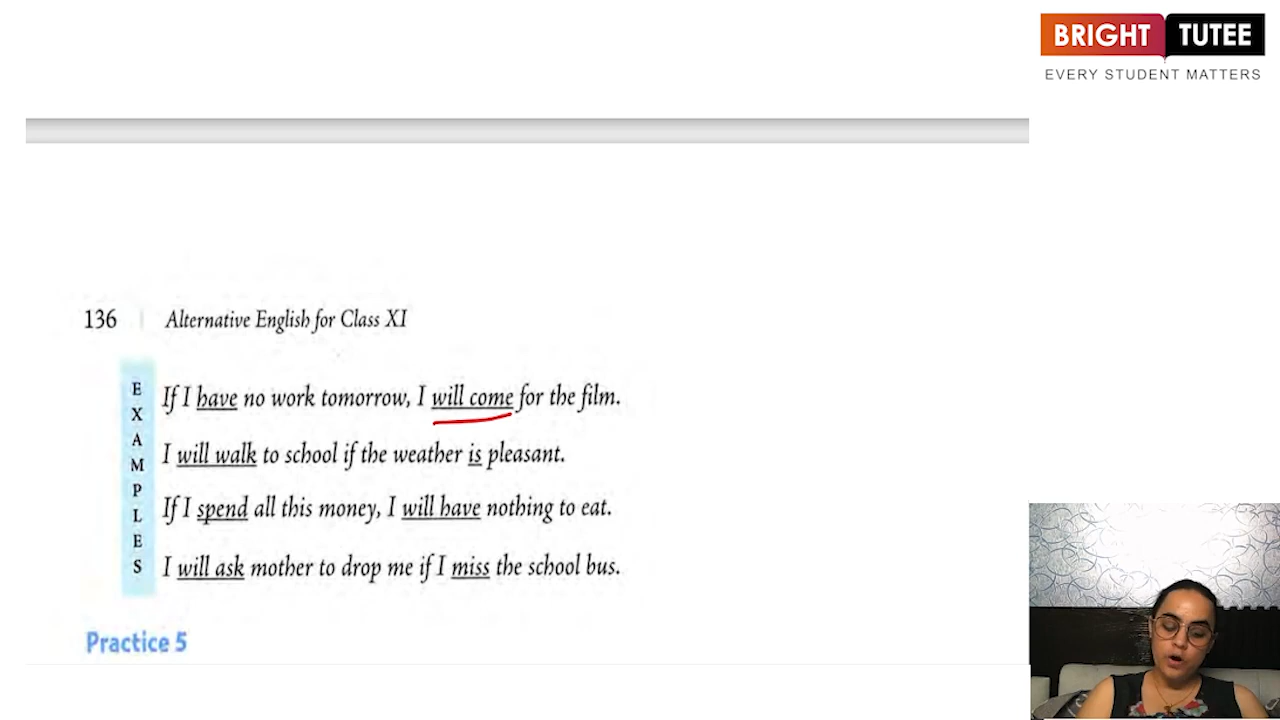 BRIGHT TUTEE
EVERY STUDENT MATTERS
136 Alternative English for Class XI
EXAMPLES
If I have no work tomorrow, I will come for the film.
I will walk to school if the weather is pleasant.
If I spend all this money, I will have nothing to eat.
I will ask mother to drop me if I miss the school bus.
Practice 5